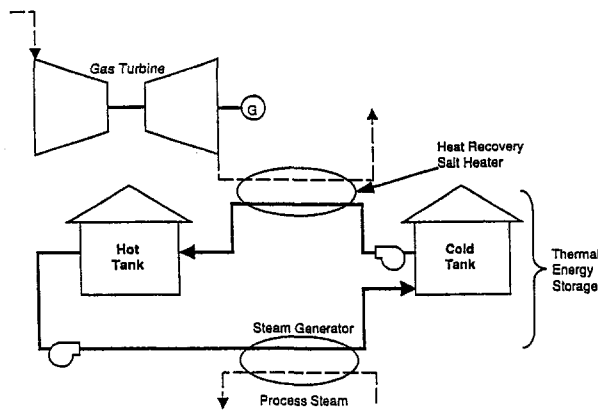 Gas Turbine
G
Heat Recovery
Salt Heater
Hot
Tank
Cold
Tank
Thermal
Energy
Storage
Steam Generator
Process Steam